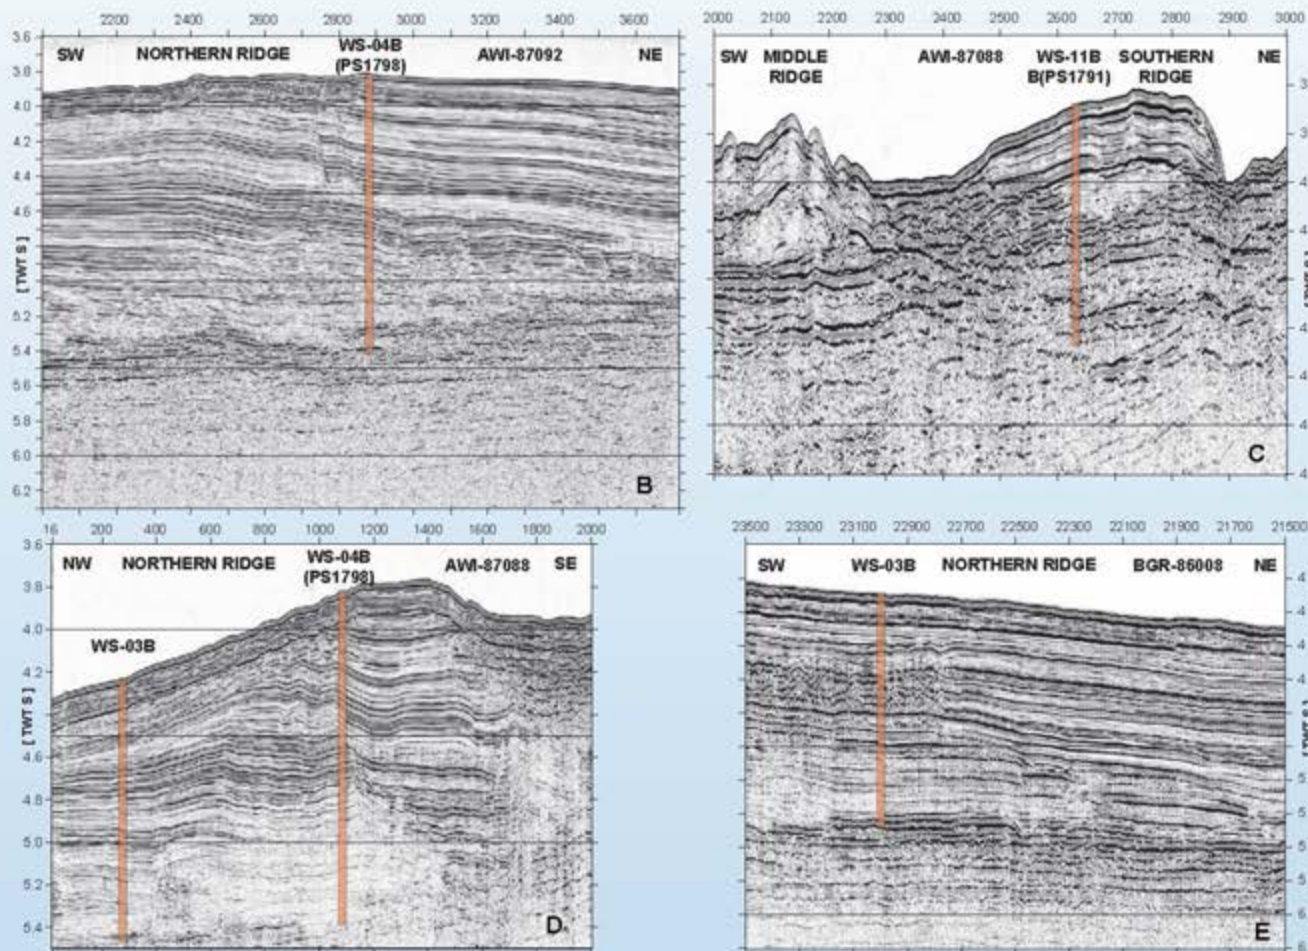 2200 2400 2600 2800 3000 3200 3400 3600
3.6
SW NORTHERN RIDGE WS-04B AWI-87092 NE
(PS1798)
3.8
4.0
4.2
4.4
4.6
[ TWT S ]
5.2
5.4
5.6
5.8
6.0
6.2
B
2000 2100 2200 2300 2400 2500 2600 2700 2800 2900 3000
SW MIDDLE AWI-87088 WS-11B SOUTHERN NE
RIDGE B(PS1791) RIDGE
C
16 200 400 600 800 1000 1200 1400 1600 2000
3.6
NW NORTHERN RIDGE WS-04B AWI-87088 SE
(PS1798)
3.8
4.0
WS-03B
4.2
[ TWT S ]
4.6
4.8
5.0
5.2
5.4
D
23500 23300 23100 22900 22700 22500 22300 22100 21900 21700 21500
SW WS-03B NORTHERN RIDGE BGR-86008 NE
E